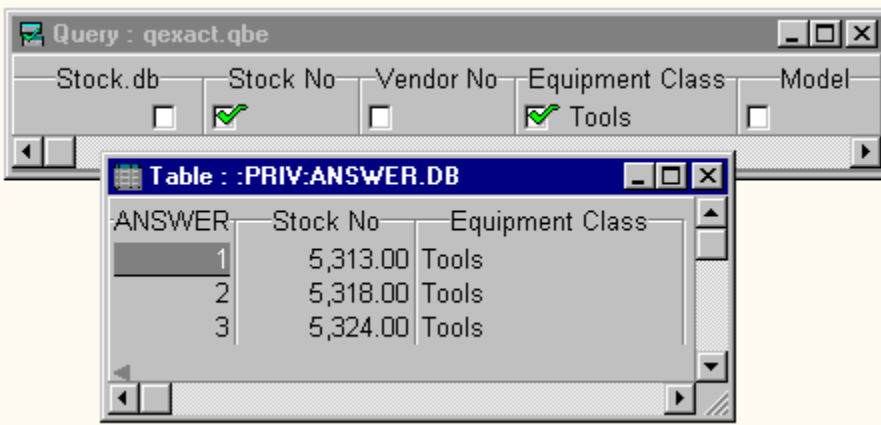 Query : qexact.qbe
Stock.db Stock No Vendor No Equipment Class Model
Tools
Table : :PRIV:ANSWER.DB
ANSWER Stock No Equipment Class
1 5,313.00 Tools
2 5,318.00 Tools
3 5,324.00 Tools